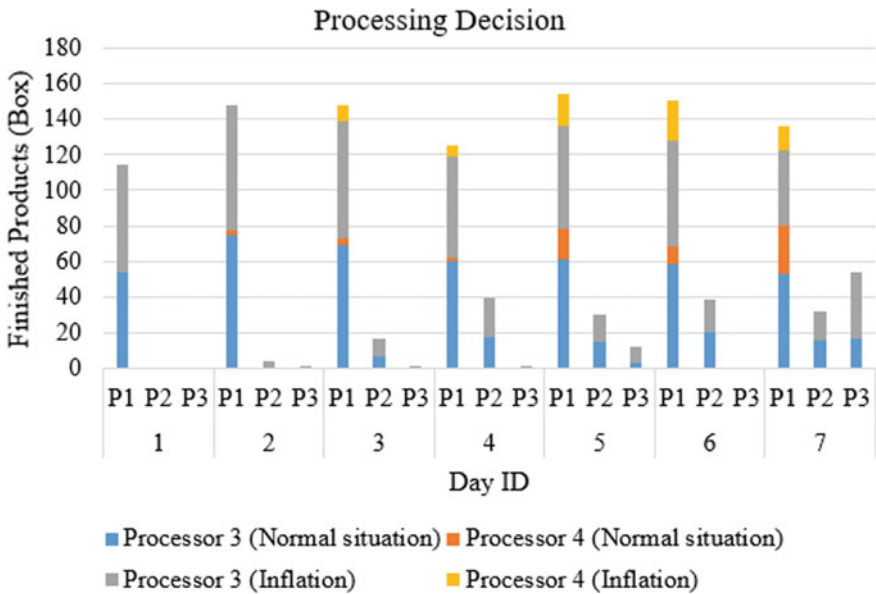 Processing Decision
Finished Products (Box)
180
160
140
120
100
80
60
40
20
0
P1 P2 P3 P1 P2 P3 P1 P2 P3 P1 P2 P3 P1 P2 P3 P1 P2 P3 P1 P2 P3
1 2 3 4 5 6 7
Day ID
Processor 3 (Normal situation) Processor 4 (Normal situation)
Processor 3 (Inflation) Processor 4 (Inflation)